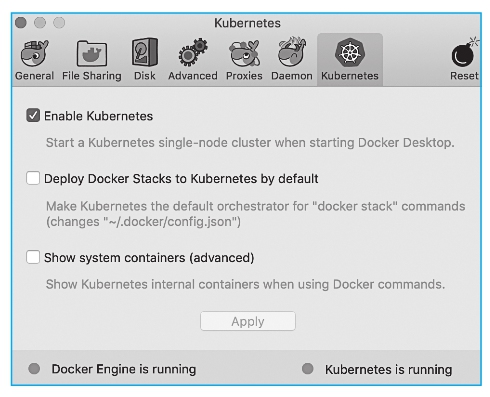 Kubernetes
General File Sharing Disk Advanced Proxies Daemon Kubernetes Reset
Enable Kubernetes
Start a Kubernetes single-node cluster when starting Docker Desktop.
Deploy Docker Stacks to Kubernetes by default
Make Kubernetes the default orchestrator for "docker stack" commands
(changes "~/.docker/config.json")
Show system containers (advanced)
Show Kubernetes internal containers when using Docker commands.
Apply
Docker Engine is running Kubernetes is running